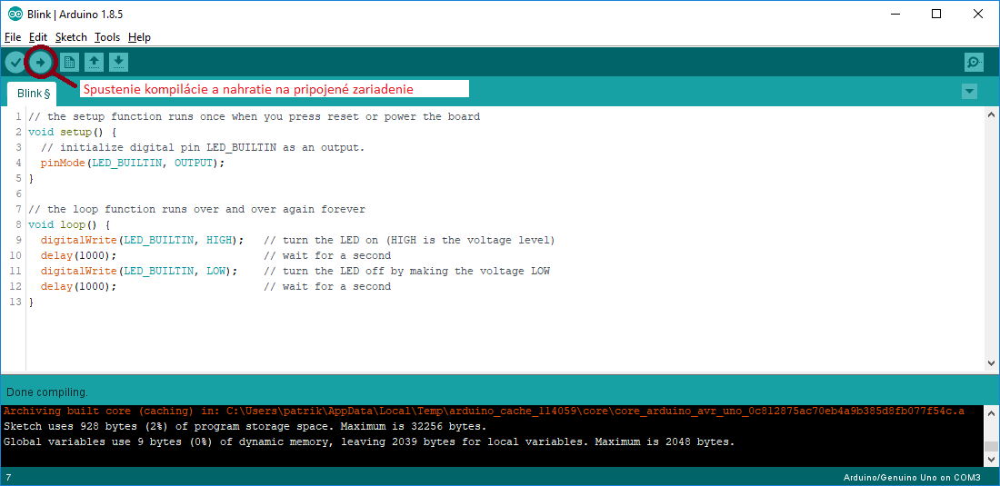 Blink | Arduino 1.8.5
File Edit Sketch Tools Help
Spustenie kompilácie a nahratie na pripojené zariadenie
Blink §
1 // the setup function runs once when you press reset or power the board
2 void setup() {
3   // initialize digital pin LED_BUILTIN as an output.
4   pinMode(LED_BUILTIN, OUTPUT);
5 }
6
7 // the loop function runs over and over again forever
8 void loop() {
9   digitalWrite(LED_BUILTIN, HIGH);   // turn the LED on (HIGH is the voltage level)
10   delay(1000);                       // wait for a second
11   digitalWrite(LED_BUILTIN, LOW);    // turn the LED off by making the voltage LOW
12   delay(1000);                       // wait for a second
13 }
Done compiling.
Archiving built core (caching) in: C:\Users\patrik\AppData\Local\Temp\arduino_cache_114059\core\core_arduino_avr_uno_0c812875ac70eb4a9b385d8fb077f54c.a
Sketch uses 928 bytes (2%) of program storage space. Maximum is 32256 bytes.
Global variables use 9 bytes (0%) of dynamic memory, leaving 2039 bytes for local variables. Maximum is 2048 bytes.
7 Arduino/Genuino Uno on COM3